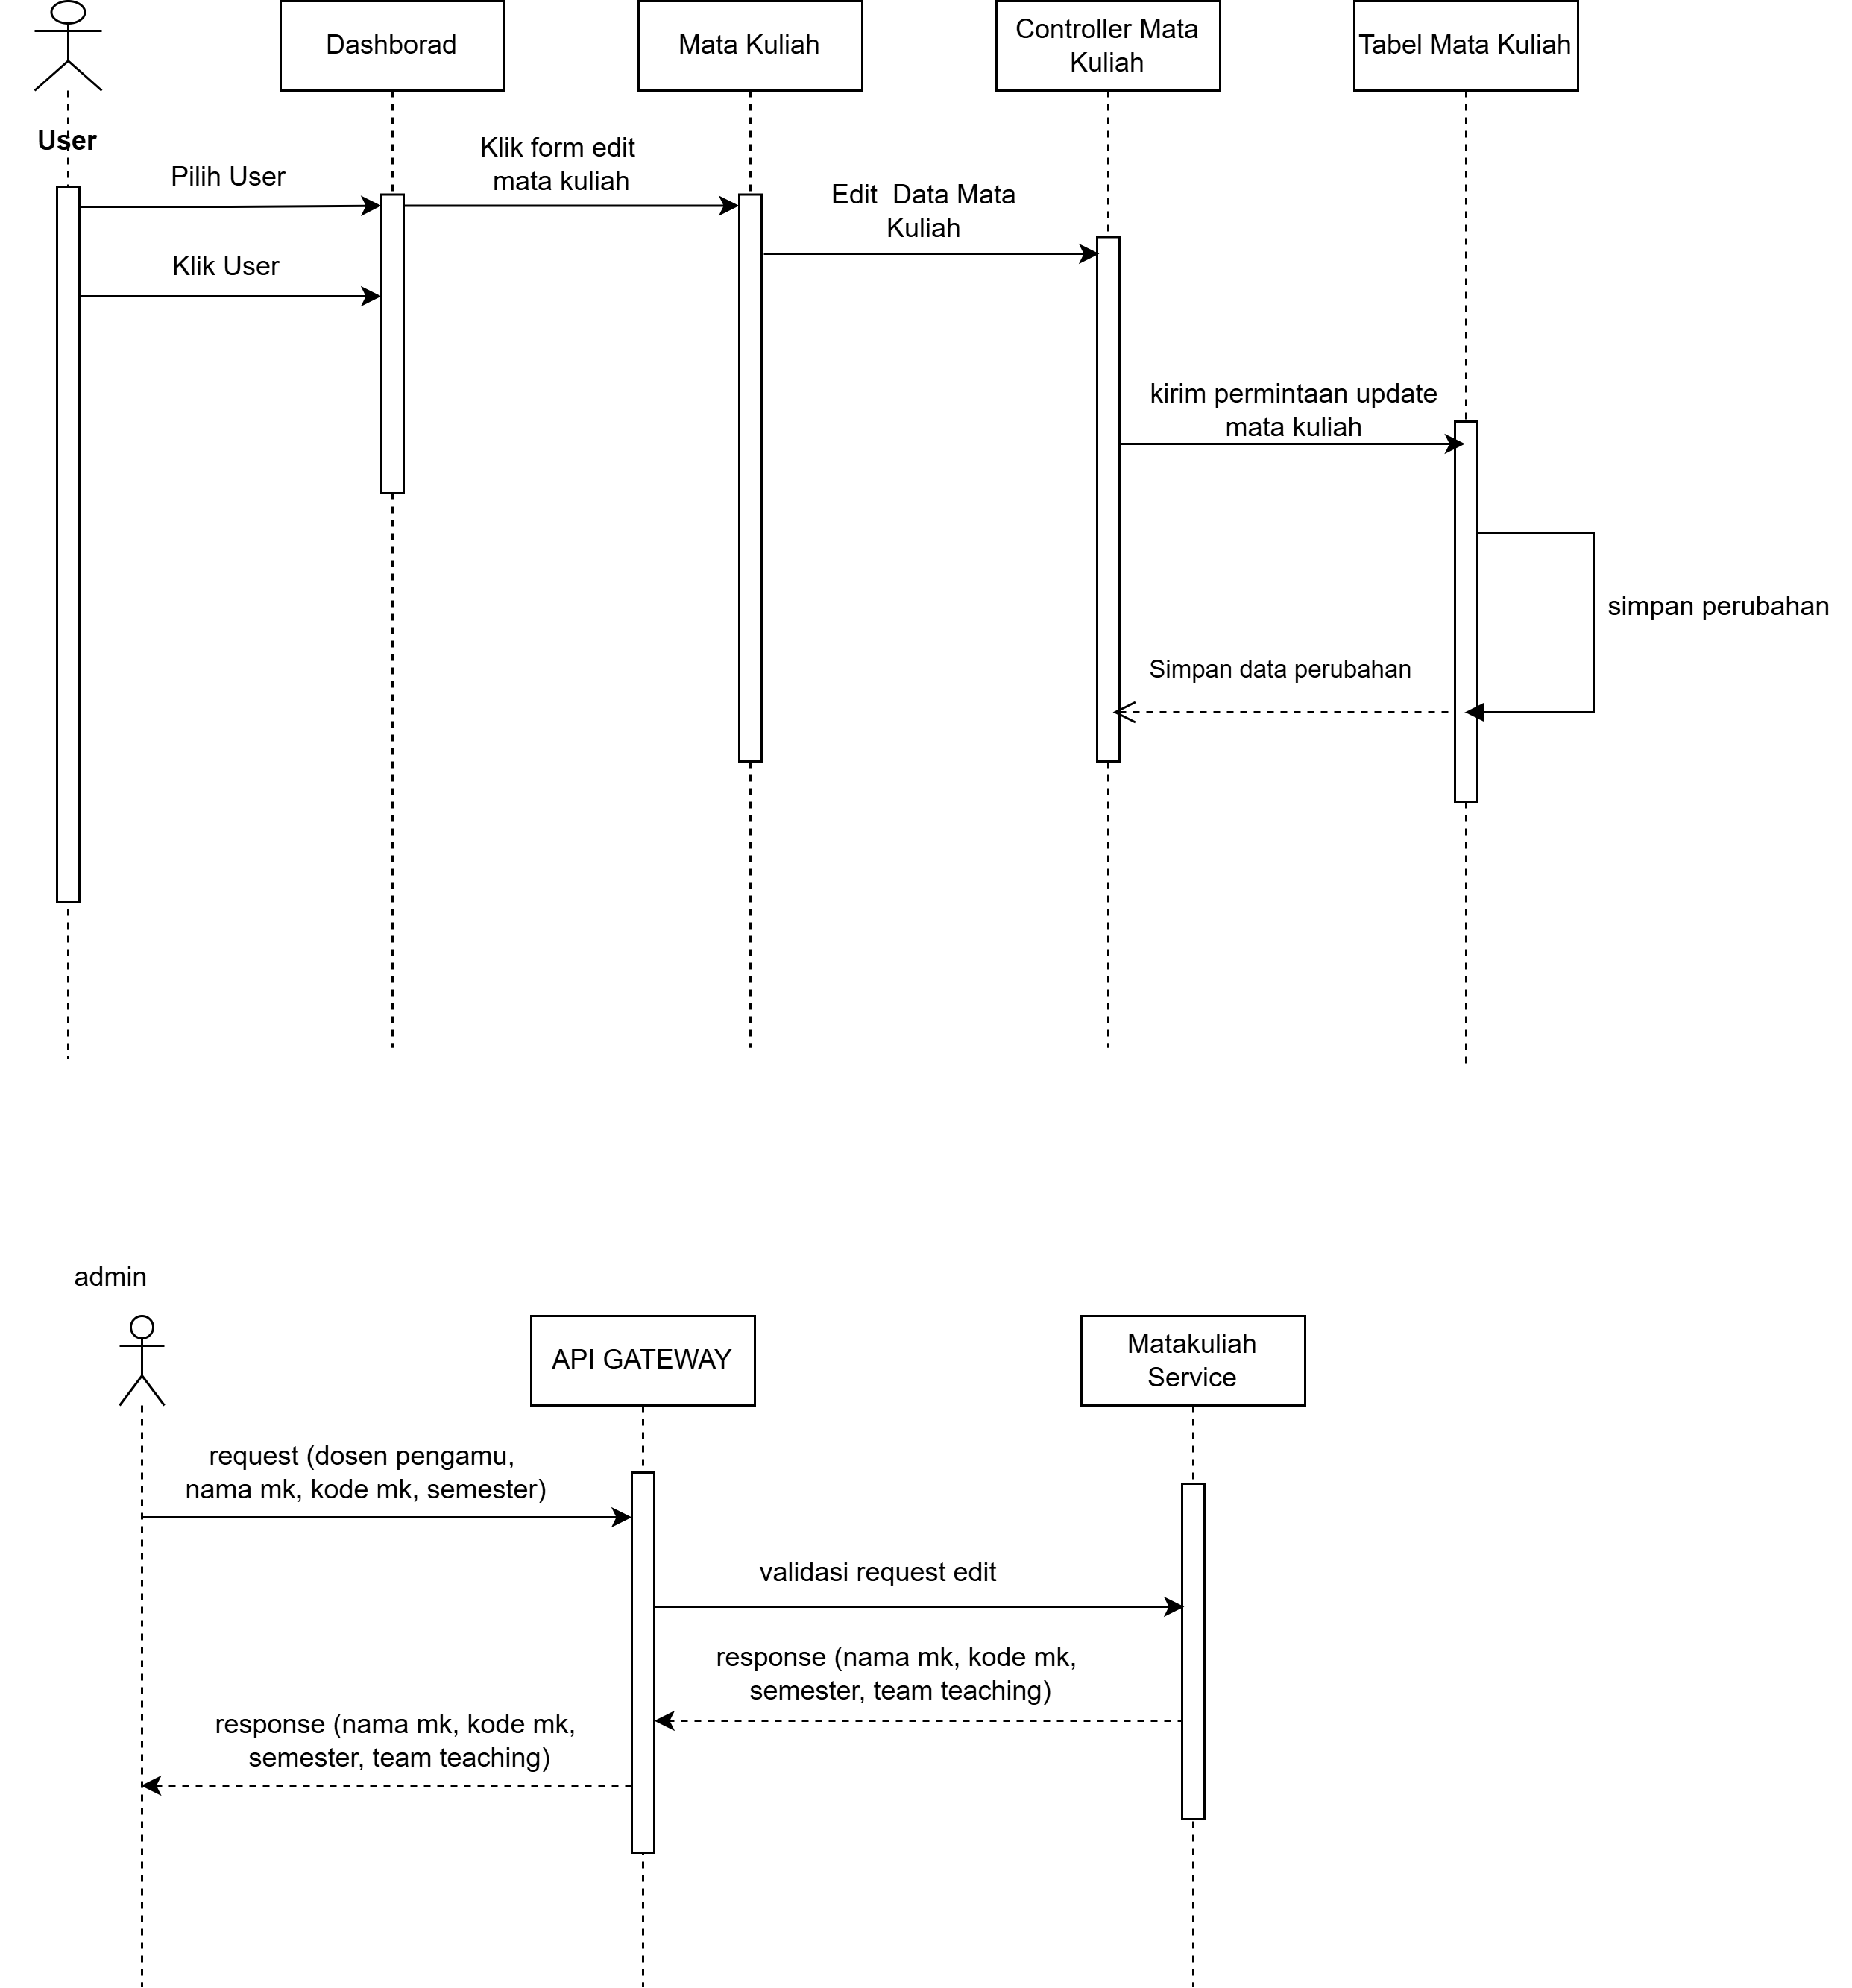 Dashborad
Mata Kuliah
Controller Mata
Kuliah
Tabel Mata Kuliah
User
Pilih User
Klik form edit
mata kuliah
Edit  Data Mata
Kuliah
Klik User
kirim permintaan update
mata kuliah
simpan perubahan
Simpan data perubahan
admin
API GATEWAY
Matakuliah
Service
request (dosen pengamu,
nama mk, kode mk, semester)
validasi request edit
response (nama mk, kode mk,
semester, team teaching)
response (nama mk, kode mk,
semester, team teaching)